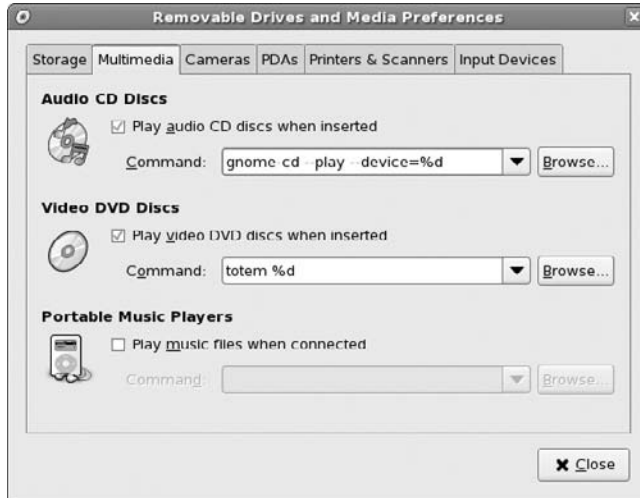 Removable Drives and Media Preferences
Storage Multimedia Cameras PDAs Printers & Scanners Input Devices
Audio CD Discs
Play audio CD discs when inserted
Command: gnome-cd --play --device=%d Browse...
Video DVD Discs
Play video DVD discs when inserted
Command: totem %d Browse...
Portable Music Players
Play music files when connected
Command: Browse...
Close